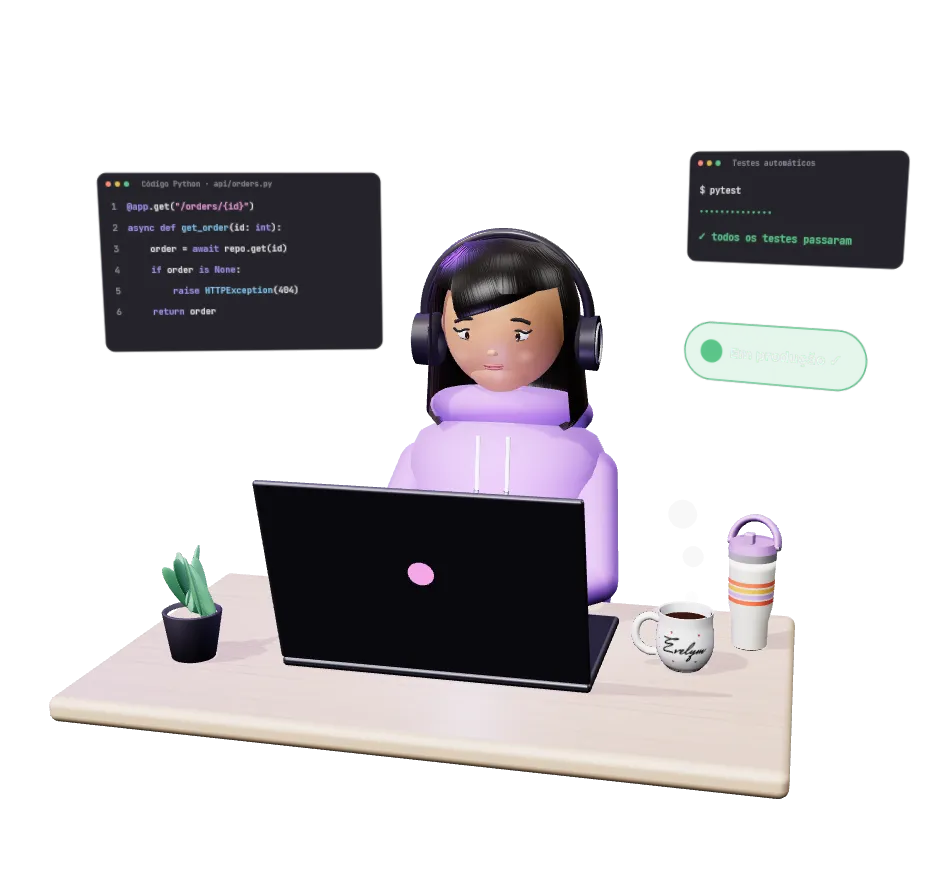 Código Python · api/orders.py
1 @app.get("/orders/{id}")
2 async def get_order(id: int):
3 order = await repo.get(id)
4 if order is None:
5 raise HTTPException(404)
6 return order
Testes automáticos
$ pytest
..............
✓ todos os testes passaram
Evelym